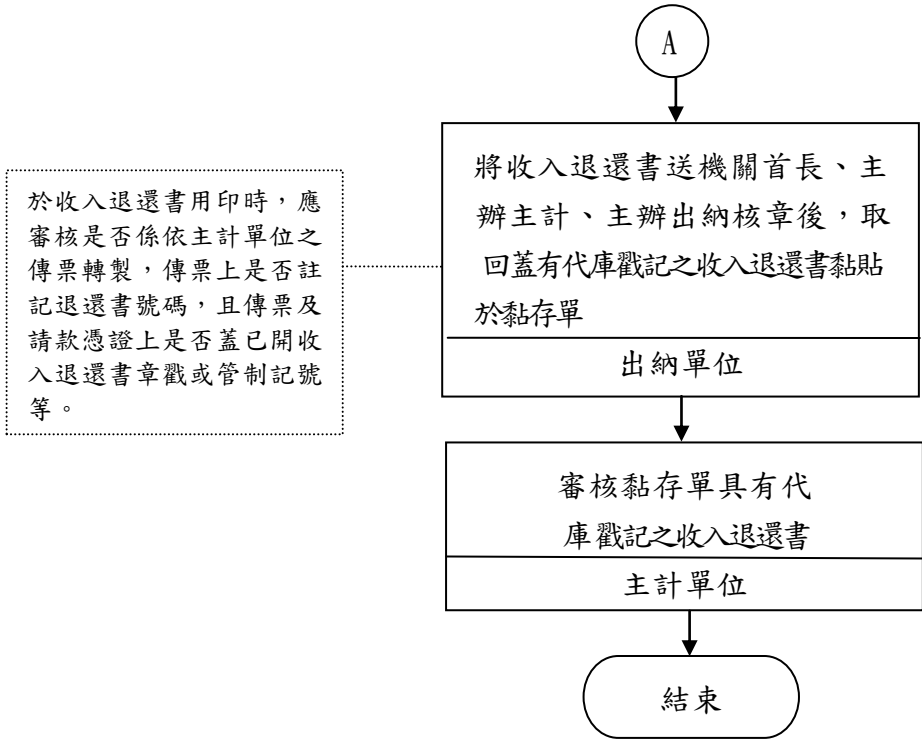 A
將收入退還書送機關首長、主
辦主計、主辦出納核章後，取
回蓋有代庫戳記之收入退還書黏貼
於黏存單
出納單位
於收入退還書用印時，應
審核是否係依主計單位之
傳票轉製，傳票上是否註
記退還書號碼，且傳票及
請款憑證上是否蓋已開收
入退還書章戳或管制記號
等。
審核黏存單具有代
庫戳記之收入退還書
主計單位
結束